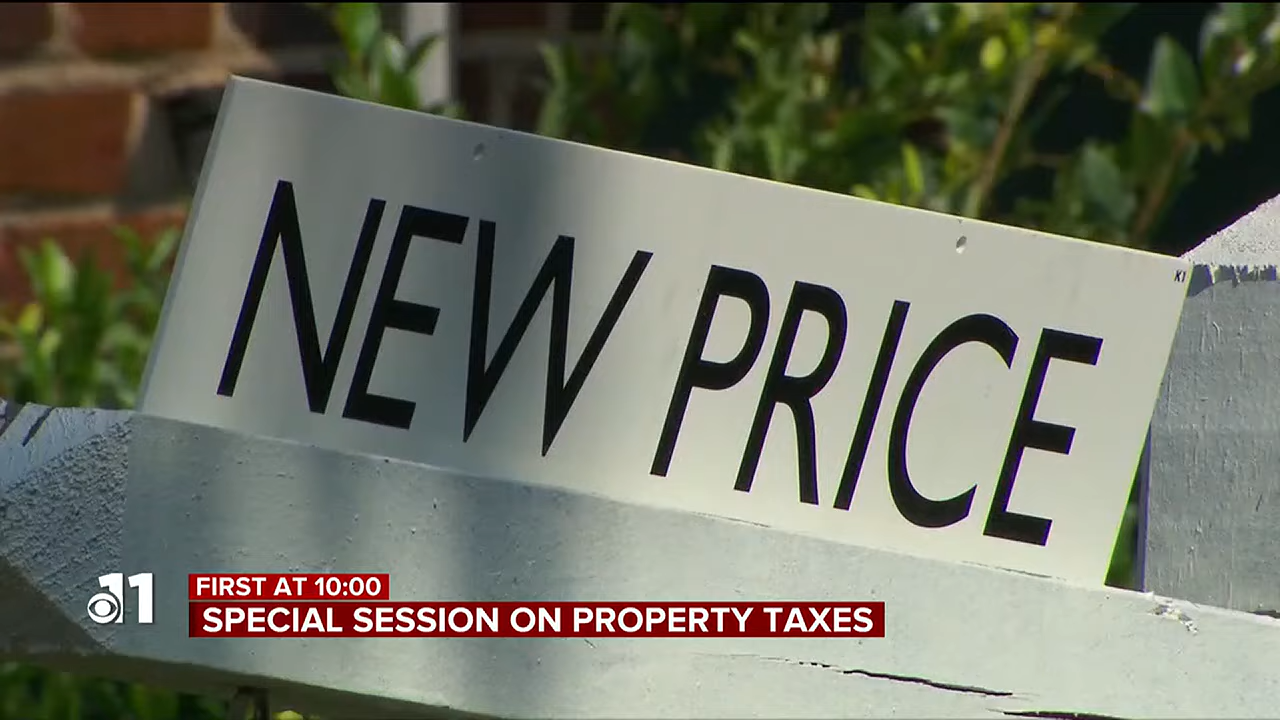 NEW PRICE
K1
11
FIRST AT 10:00
SPECIAL SESSION ON PROPERTY TAXES